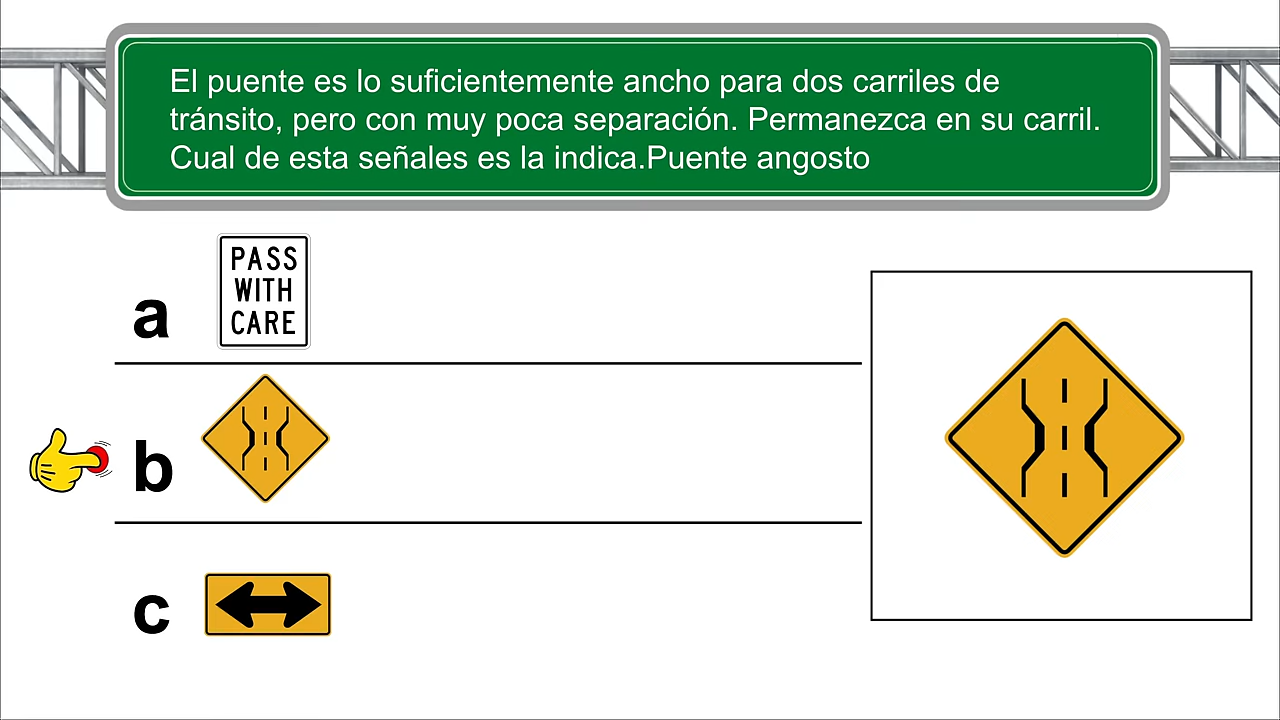 El puente es lo suficientemente ancho para dos carriles de
tránsito, pero con muy poca separación. Permanezca en su carril.
Cual de esta señales es la indica.Puente angosto
a
PASS
WITH
CARE
b
c